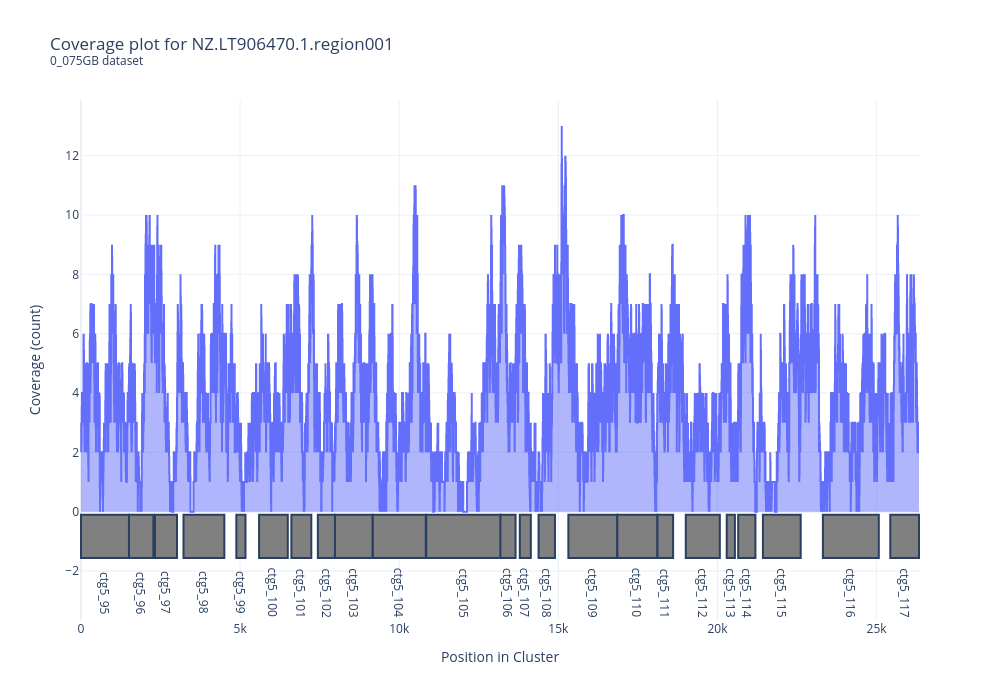 Coverage plot for NZ.LT906470.1.region001
0_075GB dataset
Coverage (count)
12
10
8
6
4
2
0
−2
ctg5_95
ctg5_96
ctg5_97
ctg5_98
ctg5_99
ctg5_100
ctg5_101
ctg5_102
ctg5_103
ctg5_104
ctg5_105
ctg5_106
ctg5_107
ctg5_108
ctg5_109
ctg5_110
ctg5_111
ctg5_112
ctg5_113
ctg5_114
ctg5_115
ctg5_116
ctg5_117
0
5k
10k
15k
20k
25k
Position in Cluster